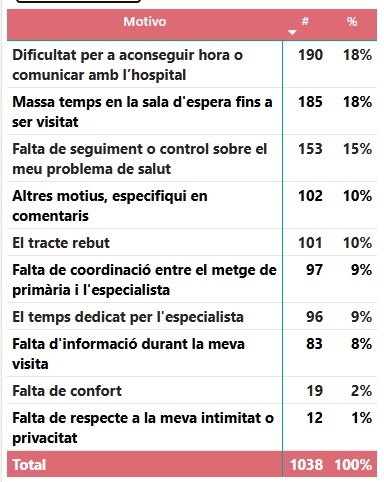 Motivo # %
Dificultat per a aconseguir hora o
comunicar amb l'hospital 190 18%
Massa temps en la sala d'espera fins a
ser visitat 185 18%
Falta de seguiment o control sobre el
meu problema de salut 153 15%
Altres motius, especifiqui en
comentaris 102 10%
El tracte rebut 101 10%
Falta de coordinació entre el metge de
primària i l'especialista 97 9%
El temps dedicat per l'especialista 96 9%
Falta d'informació durant la meva
visita 83 8%
Falta de confort 19 2%
Falta de respecte a la meva intimitat o
privacitat 12 1%
Total 1038 100%